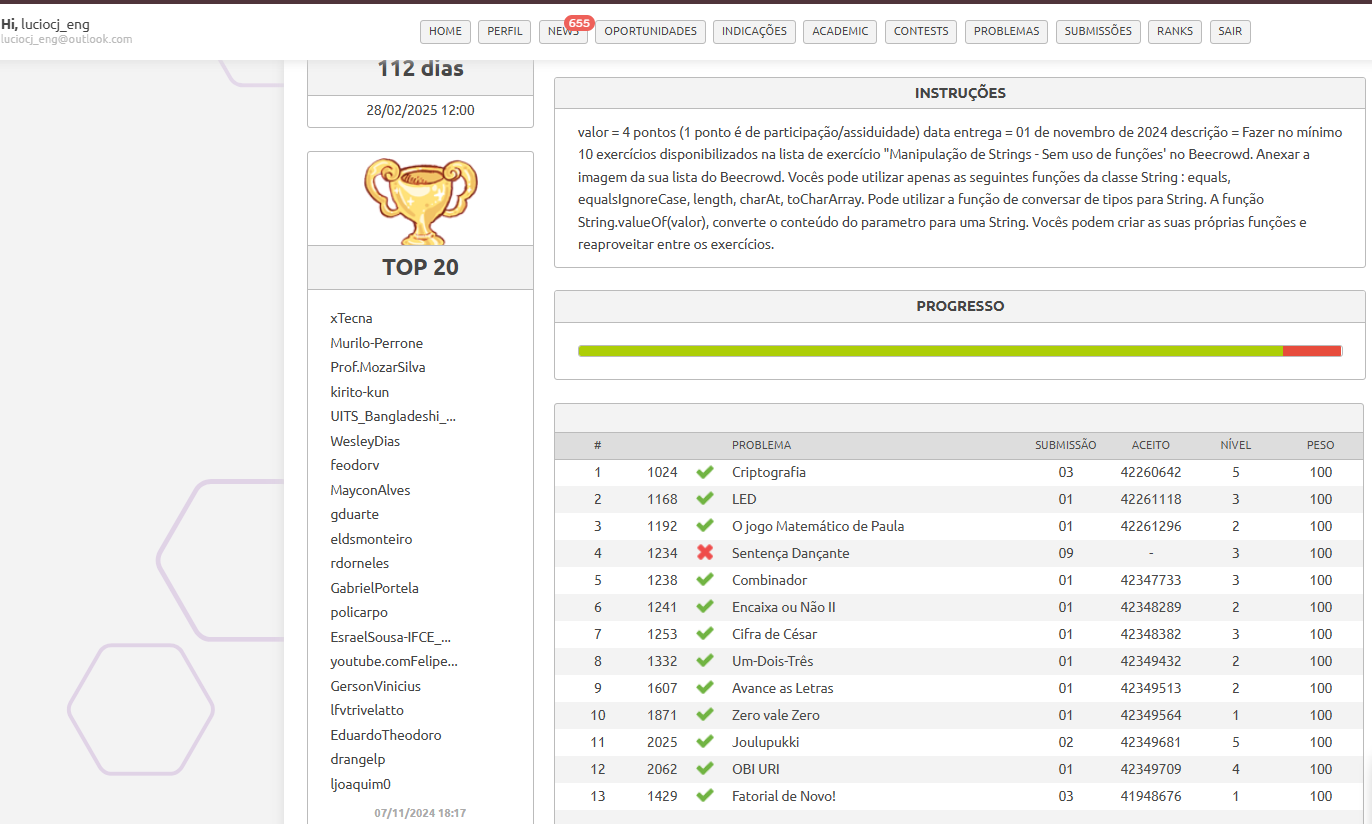 Hi, luciocj_eng
luciocj_eng@outlook.com
HOME PERFIL NEWS 655 OPORTUNIDADES INDICAÇÕES ACADEMIC CONTESTS PROBLEMAS SUBMISSÕES RANKS SAIR
112 dias
28/02/2025 12:00
TOP 20
xTecna
Murilo-Perrone
Prof.MozarSilva
kirito-kun
UITS_Bangladeshi_...
WesleyDias
feodorv
MayconAlves
gduarte
eldsmonteiro
rdorneles
GabrielPortela
policarpo
EsraelSousa-IFCE_...
youtube.comFelipe...
GersonVinicius
lfvtrivelatto
EduardoTheodoro
drangelp
ljoaquim0
07/11/2024 18:17
INSTRUÇÕES
valor = 4 pontos (1 ponto é de participação/assiduidade) data entrega = 01 de novembro de 2024 descrição = Fazer no mínimo
10 exercícios disponibilizados na lista de exercício "Manipulação de Strings - Sem uso de funções' no Beecrowd. Anexar a
imagem da sua lista do Beecrowd. Vocês pode utilizar apenas as seguintes funções da classe String : equals,
equalsIgnoreCase, length, charAt, toCharArray. Pode utilizar a função de conversar de tipos para String. A função
String.valueOf(valor), converte o conteúdo do parametro para uma String. Vocês podem criar as suas próprias funções e
reaproveitar entre os exercícios.
PROGRESSO
# PROBLEMA SUBMISSÃO ACEITO NÍVEL PESO
1 1024 Criptografia 03 42260642 5 100
2 1168 LED 01 42261118 3 100
3 1192 O jogo Matemático de Paula 01 42261296 2 100
4 1234 Sentença Dançante 09 - 3 100
5 1238 Combinador 01 42347733 3 100
6 1241 Encaixa ou Não II 01 42348289 2 100
7 1253 Cifra de César 01 42348382 3 100
8 1332 Um-Dois-Três 01 42349432 2 100
9 1607 Avance as Letras 01 42349513 2 100
10 1871 Zero vale Zero 01 42349564 1 100
11 2025 Joulupukki 02 42349681 5 100
12 2062 OBI URI 01 42349709 4 100
13 1429 Fatorial de Novo! 03 41948676 1 100